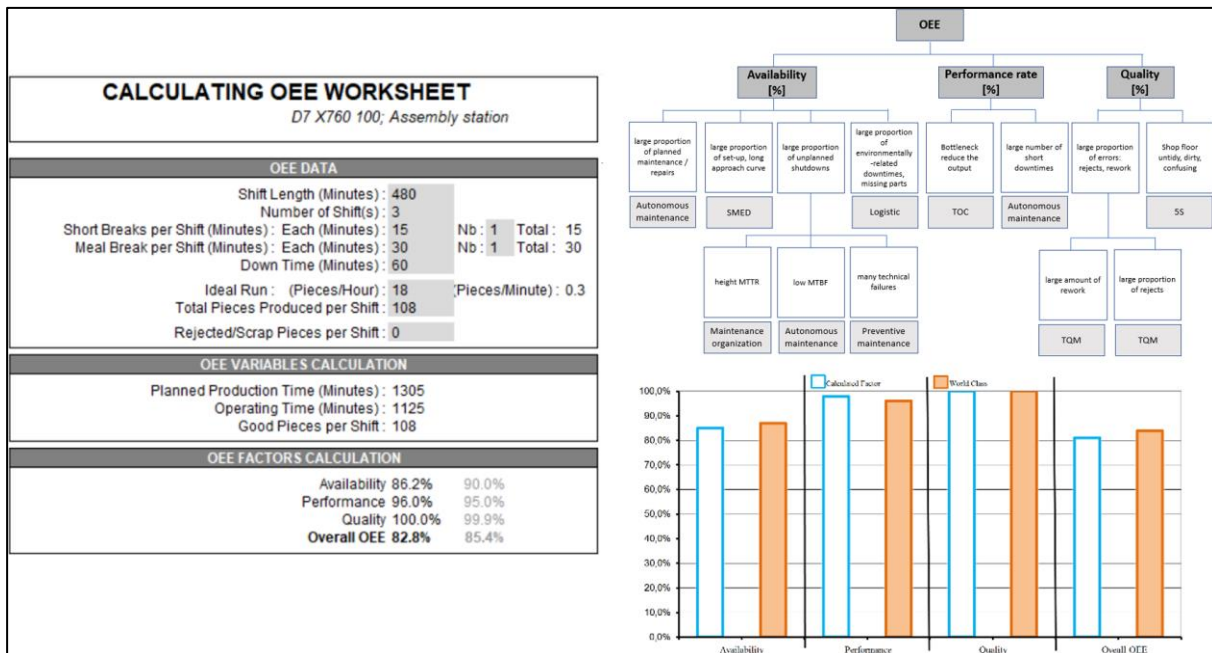 CALCULATING OEE WORKSHEET
D7 X760 100; Assembly station
OEE DATA
Shift Length (Minutes) : 480
Number of Shift(s) : 3
Short Breaks per Shift (Minutes) : Each (Minutes) : 15 Nb : 1 Total : 15
Meal Break per Shift (Minutes) : Each (Minutes) : 30 Nb : 1 Total : 30
Down Time (Minutes) : 60
Ideal Run : (Pieces/Hour) : 18 (Pieces/Minute) : 0.3
Total Pieces Produced per Shift : 108
Rejected/Scrap Pieces per Shift : 0
OEE VARIABLES CALCULATION
Planned Production Time (Minutes) : 1305
Operating Time (Minutes) : 1125
Good Pieces per Shift : 108
OEE FACTORS CALCULATION
Availability 86.2% 90.0%
Performance 96.0% 95.0%
Quality 100.0% 99.9%
Overall OEE 82.8% 85.4%
OEE
Availability
[%]
Performance rate
[%]
Quality
[%]
large proportion
of planned
maintenance /
repairs
large proportion
of set-up, long
approach curve
large proportion
of unplanned
shutdowns
large proportion
of
environmentally
-related
downtimes,
missing parts
Bottleneck
reduce the
output
large number of
short
downtimes
large proportion
of errors:
rejects, rework
Shop floor
untidy, dirty,
confusing
Autonomous
maintenance
SMED
Logistic
TOC
Autonomous
maintenance
5S
height MTTR
low MTBF
many technical
failures
large amount of
rework
large proportion
of rejects
Maintenance
organization
Autonomous
maintenance
Preventive
maintenance
TQM
TQM
Calculated Factor
World Class
100,0%
90,0%
80,0%
70,0%
60,0%
50,0%
40,0%
30,0%
20,0%
10,0%
0,0%
Availability
Performance
Quality
Overall OEE